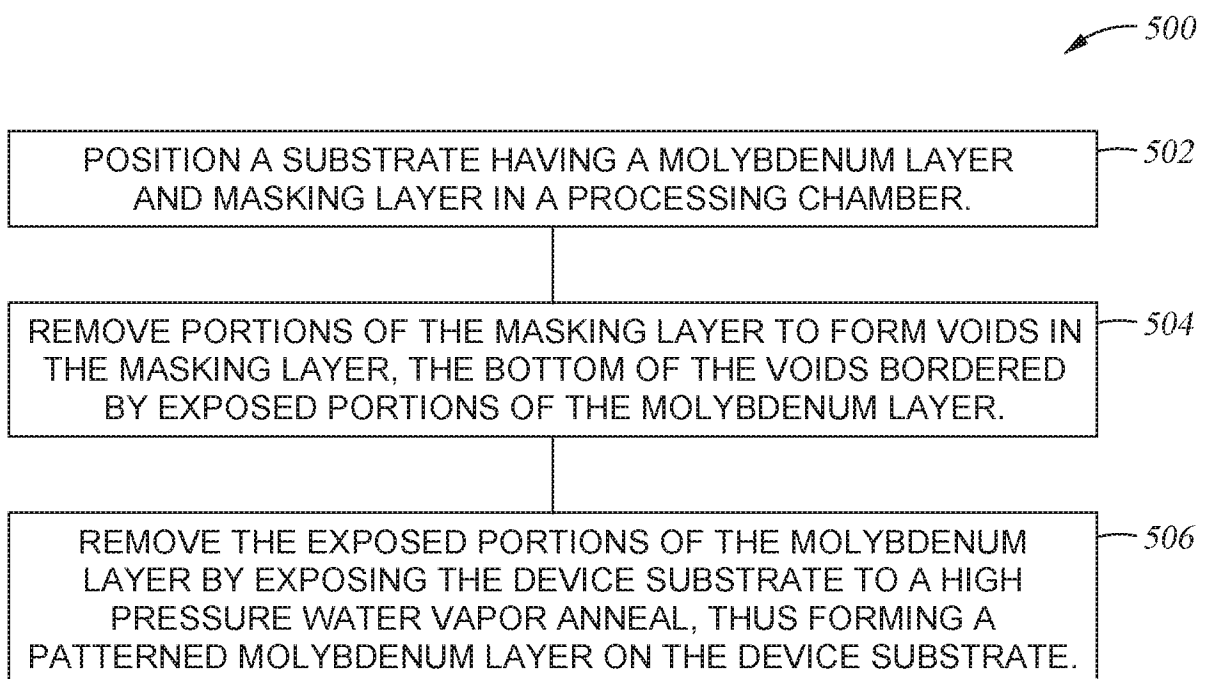 500
POSITION A SUBSTRATE HAVING A MOLYBDENUM LAYER
AND MASKING LAYER IN A PROCESSING CHAMBER.
502
REMOVE PORTIONS OF THE MASKING LAYER TO FORM VOIDS IN
THE MASKING LAYER, THE BOTTOM OF THE VOIDS BORDERED
BY EXPOSED PORTIONS OF THE MOLYBDENUM LAYER.
504
REMOVE THE EXPOSED PORTIONS OF THE MOLYBDENUM
LAYER BY EXPOSING THE DEVICE SUBSTRATE TO A HIGH
PRESSURE WATER VAPOR ANNEAL, THUS FORMING A
PATTERNED MOLYBDENUM LAYER ON THE DEVICE SUBSTRATE.
506